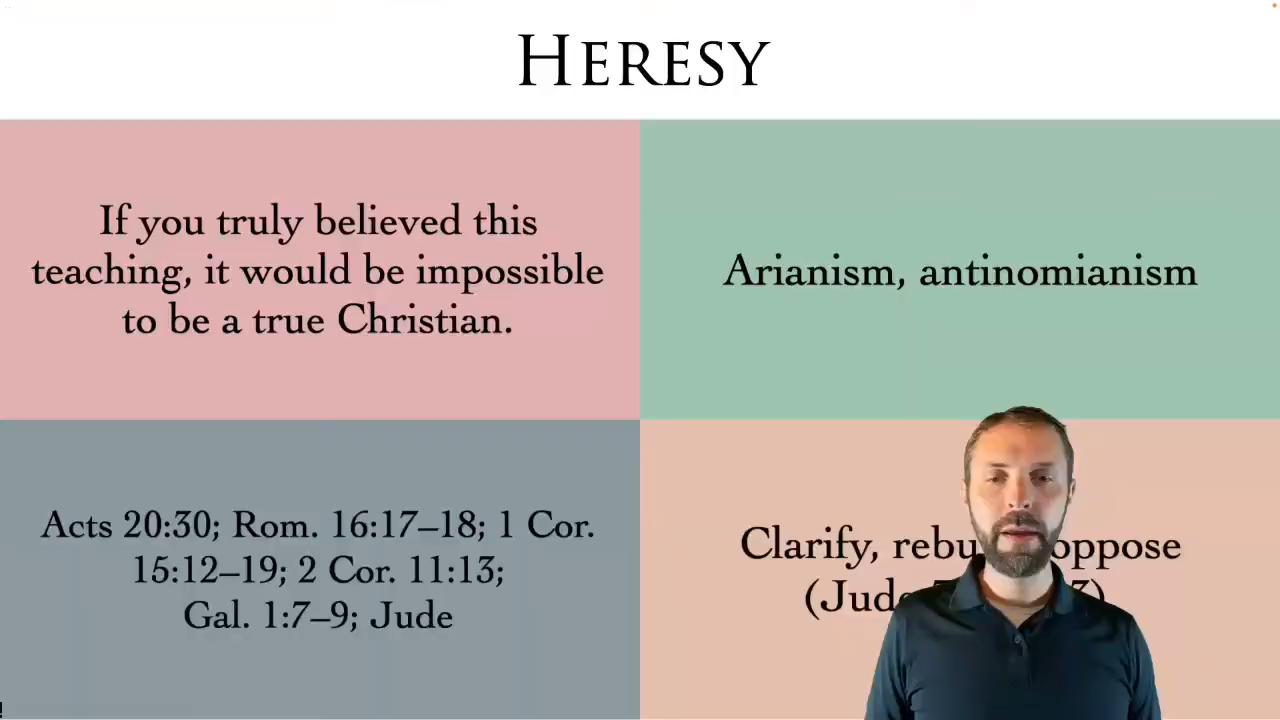 HERESY
If you truly believed this
teaching, it would be impossible
to be a true Christian.
Arianism, antinomianism
Acts 20:30; Rom. 16:17–18; 1 Cor.
15:12–19; 2 Cor. 11:13;
Gal. 1:7–9; Jude
Clarify, oppose